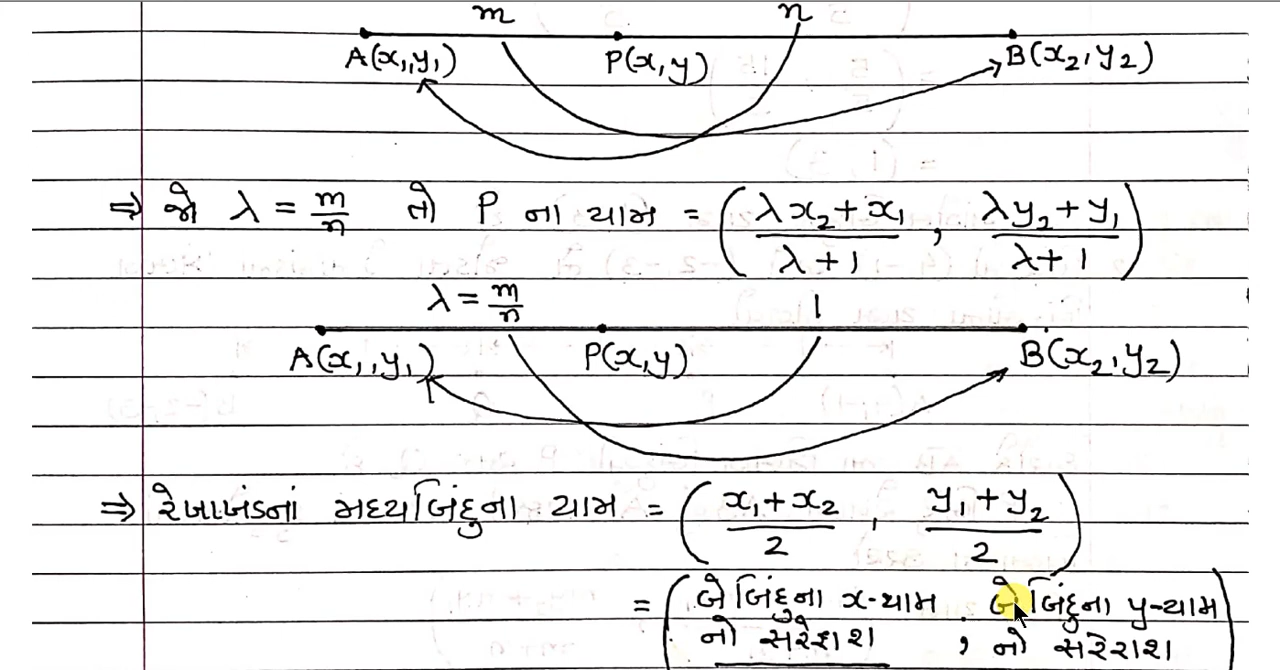 m n
A(x₁,y₁) P(x,y) B(x₂,y₂)
⇒ જો λ = m/n તો P ના યામ = ( (λx₂+x₁)/(λ+1) , (λy₂+y₁)/(λ+1) )
λ = m/n 1
A(x₁,y₁) P(x,y) B(x₂,y₂)
⇒ રેખાખંડનાં મધ્યબિંદુના યામ = ( (x₁+x₂)/2 , (y₁+y₂)/2 )
= ( બે બિંદુના x-યામ બે બિંદુના y-યામ
નો સરેરાશ , નો સરેરાશ